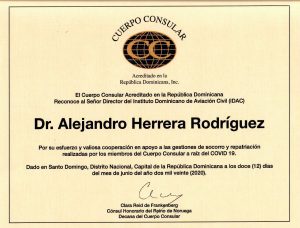 CUERPO CONSULAR
CC
Acreditado en la
República Dominicana, Inc.
El Cuerpo Consular Acreditado en la República Dominicana
Reconoce al Señor Director del Instituto Dominicano de Aviación Civil (IDAC)
Dr. Alejandro Herrera Rodríguez
Por su esfuerzo y valiosa cooperación en apoyo a las gestiones de socorro y repatriación
realizadas por los miembros del Cuerpo Consular a raíz del COVID 19.
Dado en Santo Domingo, Distrito Nacional, Capital de la República Dominicana a los doce (12) días
del mes de junio del año dos mil veinte (2020).
Clara Reid de Frankenberg
Cónsul Honorario del Reino de Noruega
Decana del Cuerpo Consular